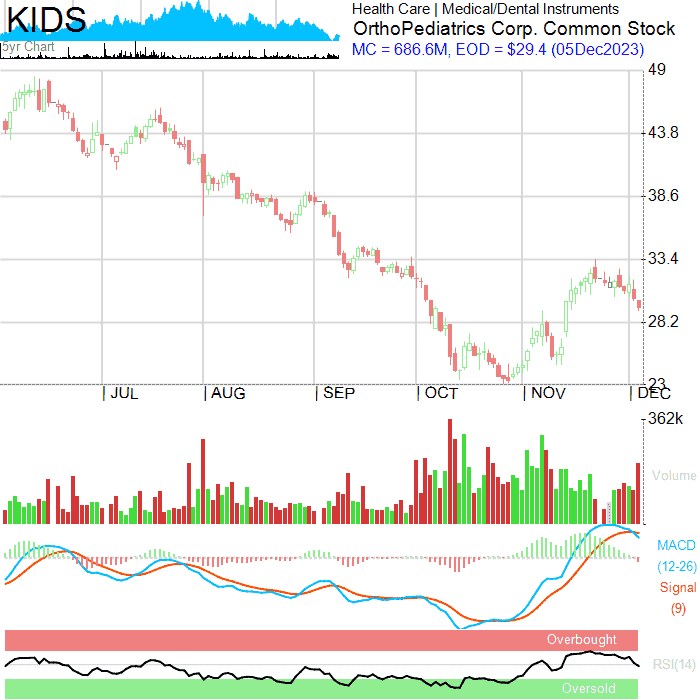 KIDS
5yr Chart
Health Care | Medical/Dental Instruments
OrthoPediatrics Corp. Common Stock
MC = 686.6M, EOD = $29.4 (05Dec2023)
49
43.8
38.6
33.4
28.2
23
| JUL | AUG | SEP | OCT | NOV | DEC
362k
Volume
MACD
(12-26)
Signal
(9)
Overbought
RSI(14)
Oversold